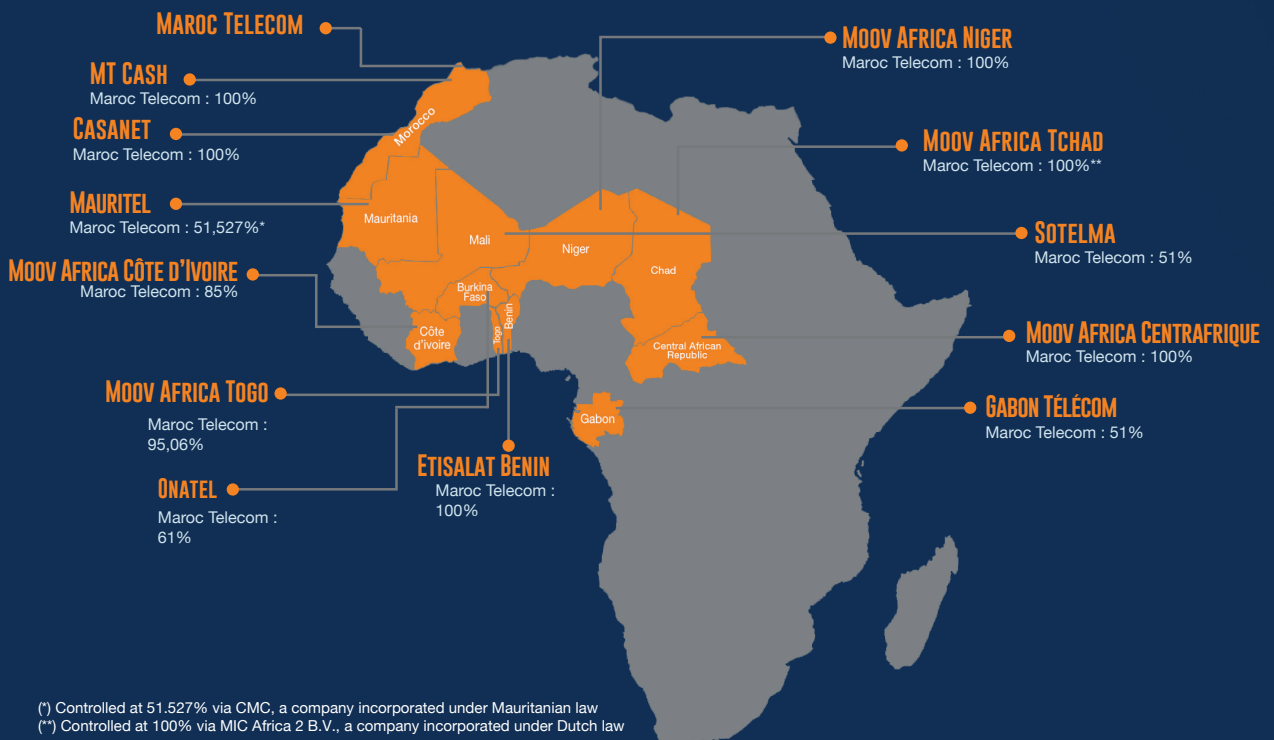 MAROC TELECOM
MT CASH
Maroc Telecom : 100%
CASANET
Maroc Telecom : 100%
MAURITEL
Maroc Telecom : 51,527%*
MOOV AFRICA CÔTE D'IVOIRE
Maroc Telecom : 85%
MOOV AFRICA TOGO
Maroc Telecom :
95,06%
ONATEL
Maroc Telecom :
61%
ETISALAT BENIN
Maroc Telecom :
100%
MOOV AFRICA NIGER
Maroc Telecom : 100%
MOOV AFRICA TCHAD
Maroc Telecom : 100%**
SOTELMA
Maroc Telecom : 51%
MOOV AFRICA CENTRAFRIQUE
Maroc Telecom : 100%
GABON TÉLÉCOM
Maroc Telecom : 51%
Morocco
Mauritania
Mali
Niger
Chad
Burkina
Faso
Benin
Togo
Côte
d'ivoire
Central African
Republic
Gabon
(*) Controlled at 51.527% via CMC, a company incorporated under Mauritanian law
(**) Controlled at 100% via MIC Africa 2 B.V., a company incorporated under Dutch law